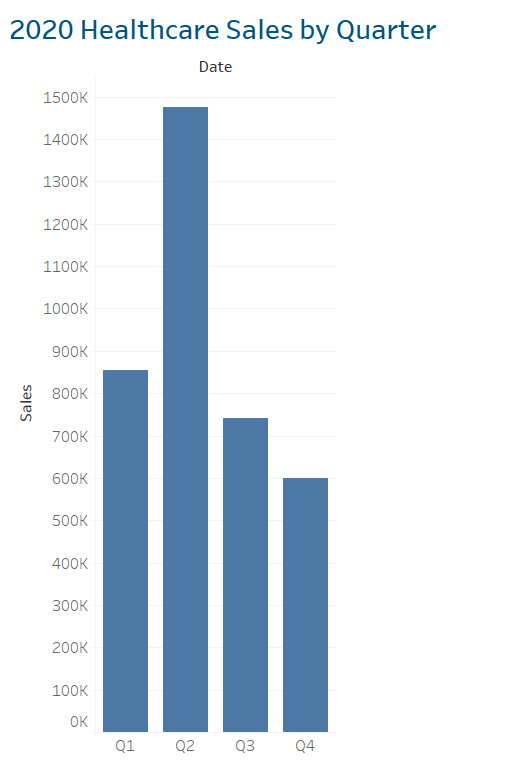 2020 Healthcare Sales by Quarter
Date
1500K
1400K
1300K
1200K
1100K
1000K
900K
800K
700K
600K
500K
400K
300K
200K
100K
0K
Sales
Q1 Q2 Q3 Q4